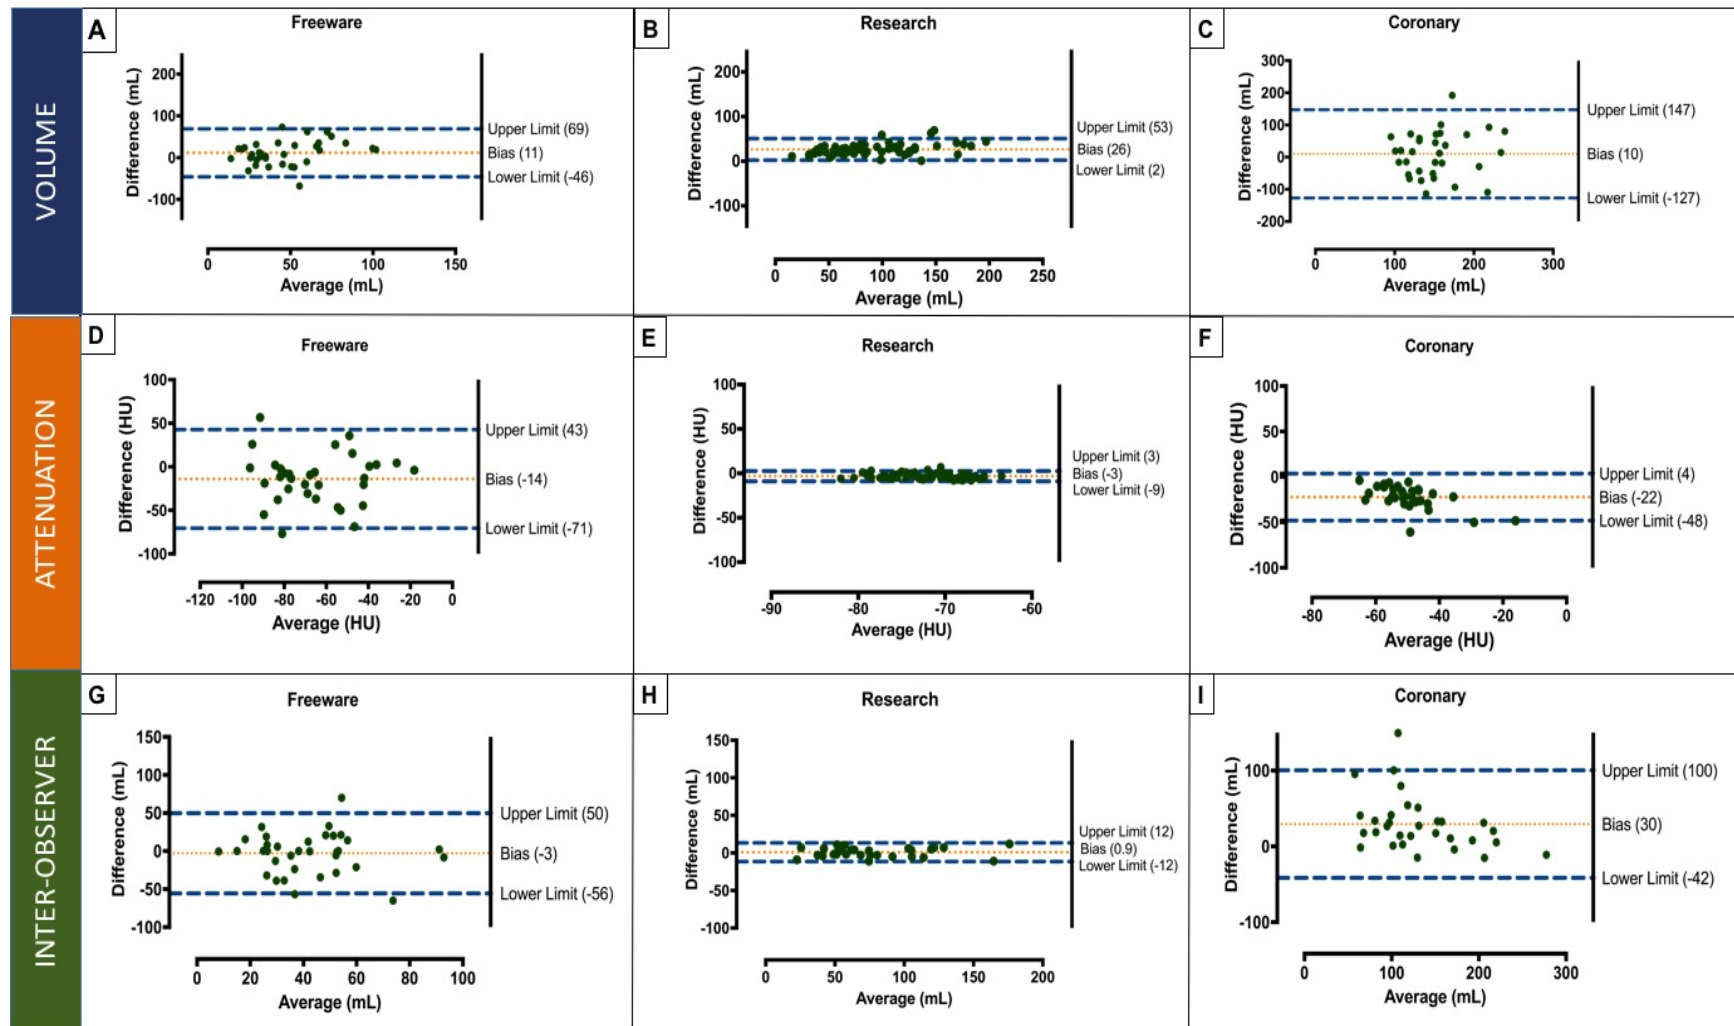 VOLUME
A
Freeware
Difference (mL)
200
100
0
-100
Upper Limit (69)
Bias (11)
Lower Limit (-46)
0 50 100 150
Average (mL)
B
Research
Difference (mL)
200
100
0
-100
Upper Limit (53)
Bias (26)
Lower Limit (2)
0 50 100 150 200 250
Average (mL)
C
Coronary
Difference (mL)
300
200
100
0
-100
-200
Upper Limit (147)
Bias (10)
Lower Limit (-127)
0 100 200 300
Average (mL)
ATTENUATION
D
Freeware
Difference (HU)
100
50
0
-50
-100
Upper Limit (43)
Bias (-14)
Lower Limit (-71)
-120 -100 -80 -60 -40 -20 0
Average (HU)
E
Research
Difference (HU)
100
50
0
-50
-100
Upper Limit (3)
Bias (-3)
Lower Limit (-9)
-90 -80 -70 -60
Average (HU)
F
Coronary
Difference (HU)
100
50
0
-50
-100
Upper Limit (4)
Bias (-22)
Lower Limit (-48)
-80 -60 -40 -20 0
Average (HU)
INTER-OBSERVER
G
Freeware
Difference (mL)
150
100
50
0
-50
-100
Upper Limit (50)
Bias (-3)
Lower Limit (-56)
0 20 40 60 80 100
Average (mL)
H
Research
Difference (mL)
150
100
50
0
-50
-100
Upper Limit (12)
Bias (0.9)
Lower Limit (-12)
0 50 100 150 200
Average (mL)
I
Coronary
Difference (mL)
100
0
-100
Upper Limit (100)
Bias (30)
Lower Limit (-42)
0 100 200 300
Average (mL)